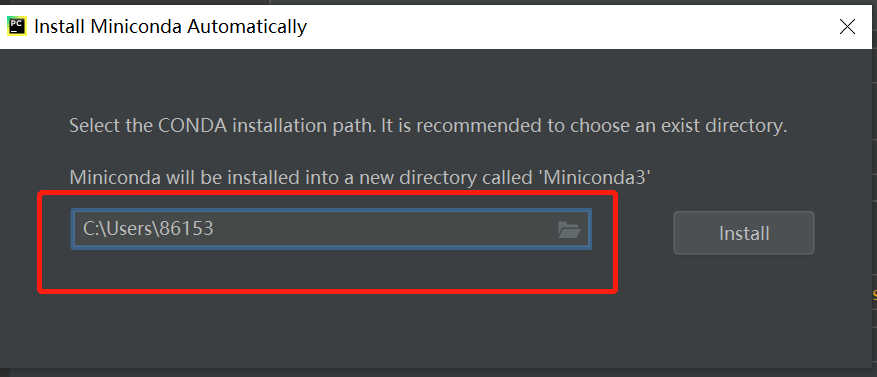 PC
Install Miniconda Automatically
Select the CONDA installation path. It is recommended to choose an exist directory.
Miniconda will be installed into a new directory called 'Miniconda3'
C:\Users\86153
Install